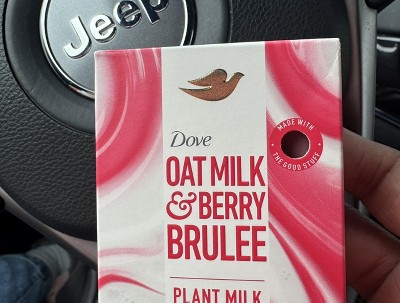 Jeep
Dove
MADE WITH
• THE GOOD STUFF •
OAT MILK
& BERRY
BRULEE
PLANT MILK